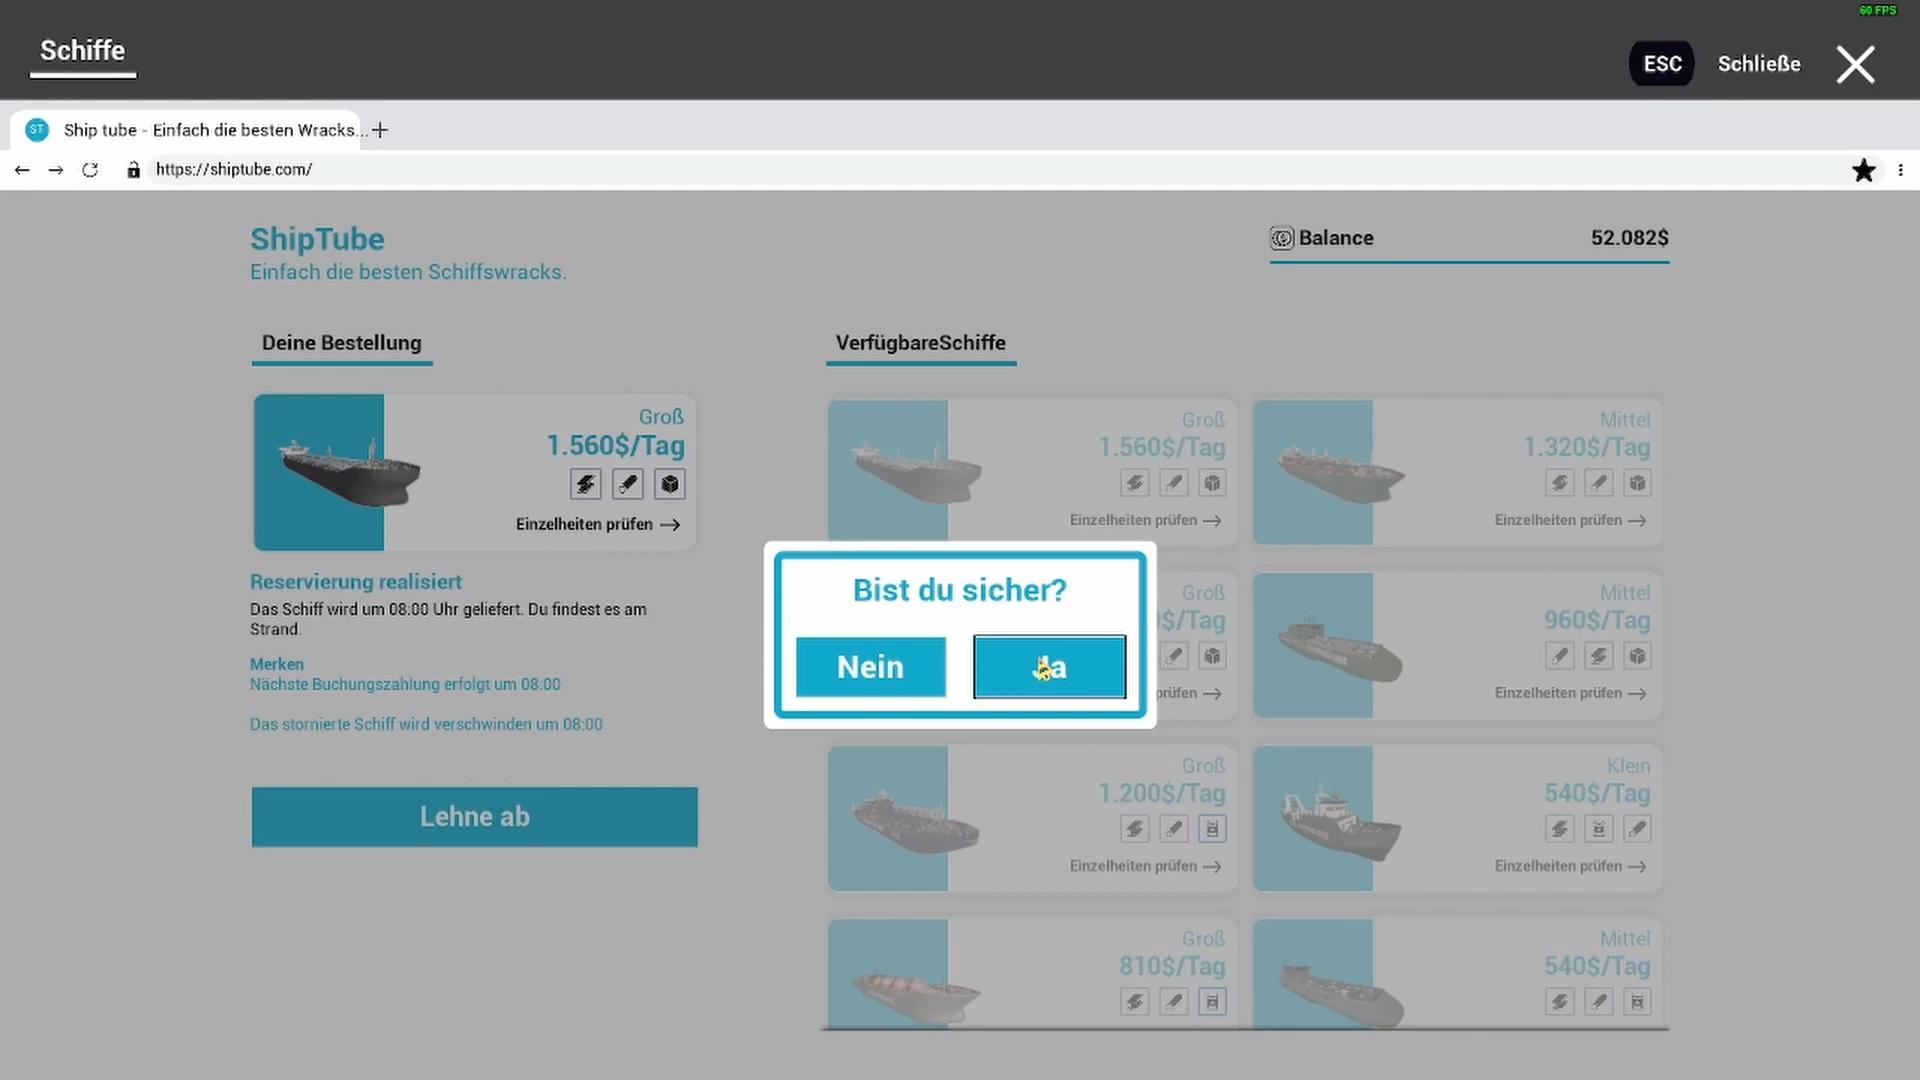 60 FPS
Schiffe
ESC Schließe
ST Ship tube - Einfach die besten Wracks...
https://shiptube.com/
ShipTube
Einfach die besten Schiffswracks.
Balance 52.082$
Deine Bestellung
Groß
1.560$/Tag
Einzelheiten prüfen
Reservierung realisiert
Das Schiff wird um 08:00 Uhr geliefert. Du findest es am
Strand.
Merken
Nächste Buchungszahlung erfolgt um 08.00
Das stornierte Schiff wird verschwinden um 08:00
Lehne ab
VerfügbareSchiffe
Groß
1.560$/Tag
Einzelheiten prüfen
Mittel
1.320$/Tag
Einzelheiten prüfen
Groß
$/Tag
prüfen
Mittel
960$/Tag
Einzelheiten prüfen
Groß
1.200$/Tag
Einzelheiten prüfen
Klein
540$/Tag
Einzelheiten prüfen
Groß
810$/Tag
Mittel
540$/Tag
Bist du sicher?
Nein
Ja